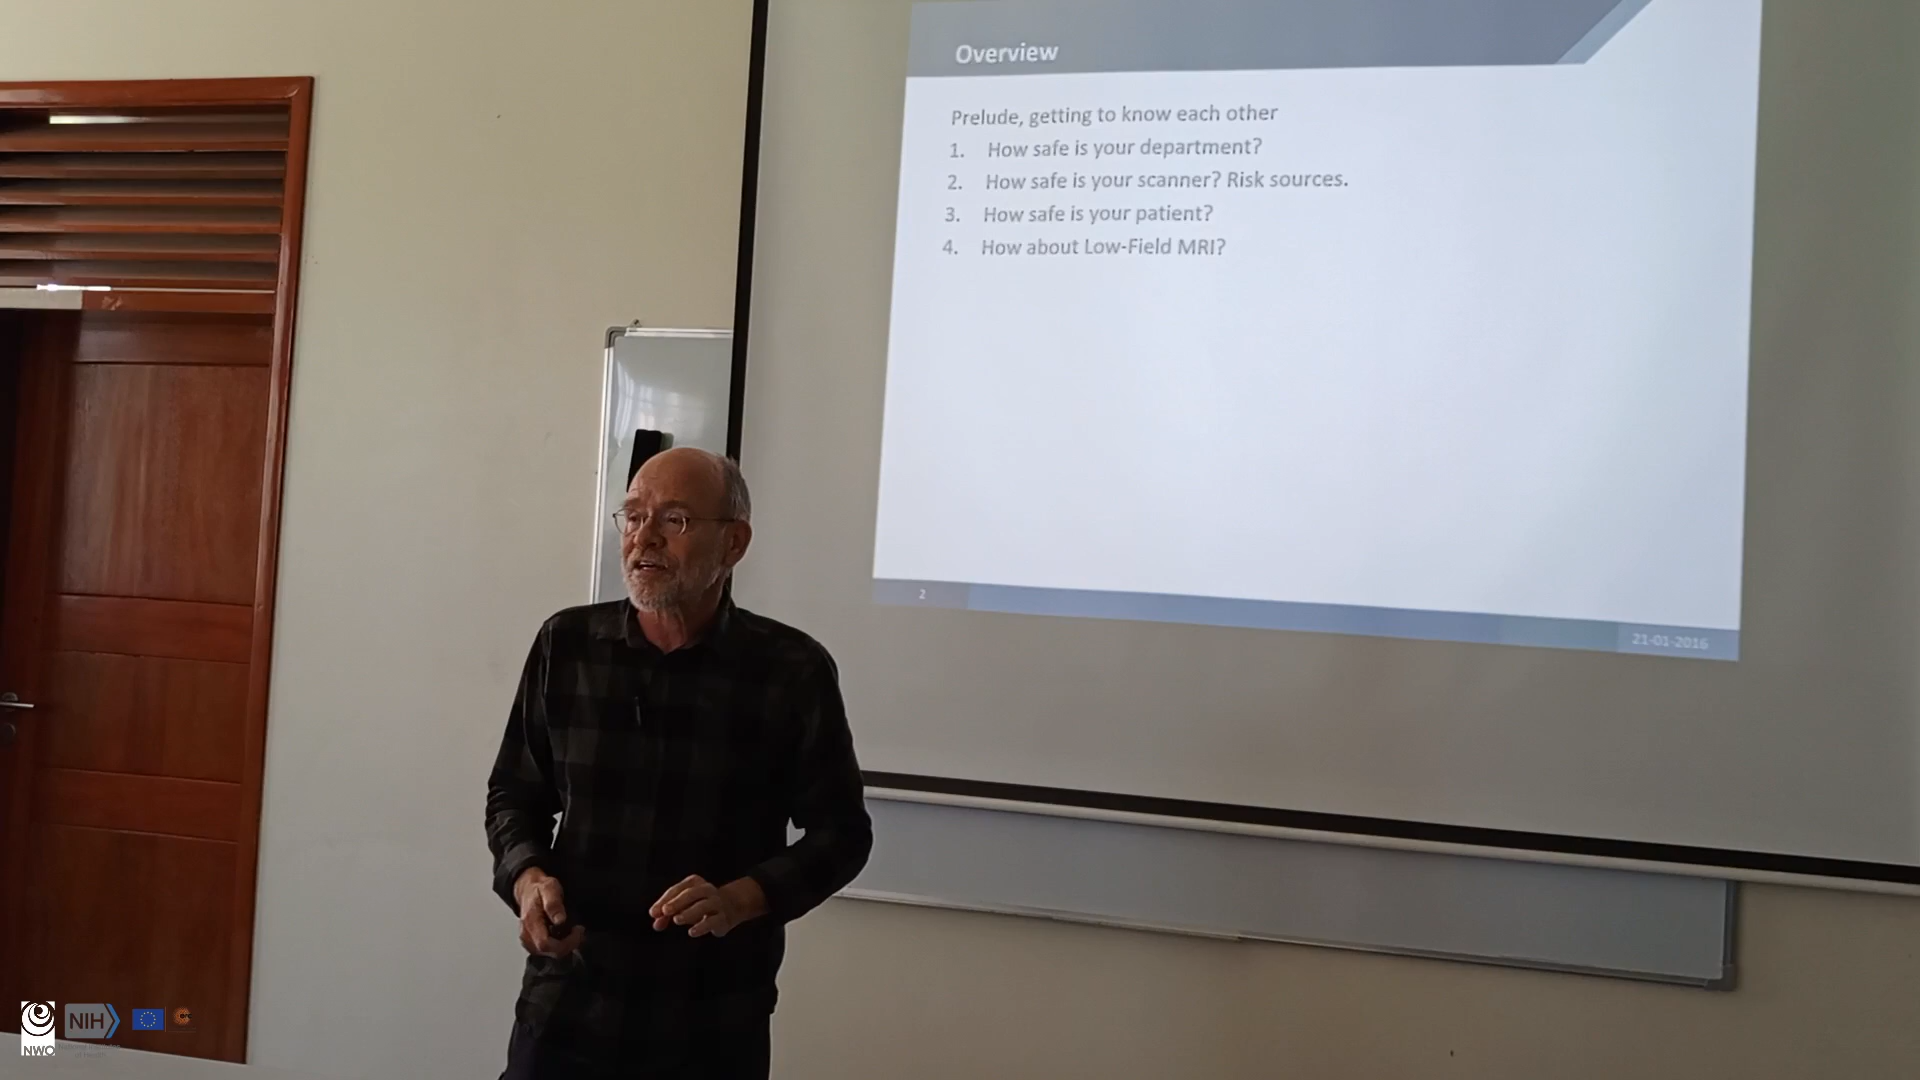 Overview
Prelude, getting to know each other
1. How safe is your department?
2. How safe is your scanner? Risk sources.
3. How safe is your patient?
4. How about Low-Field MRI?
2
21-01-2016
NWO
NIH
erc